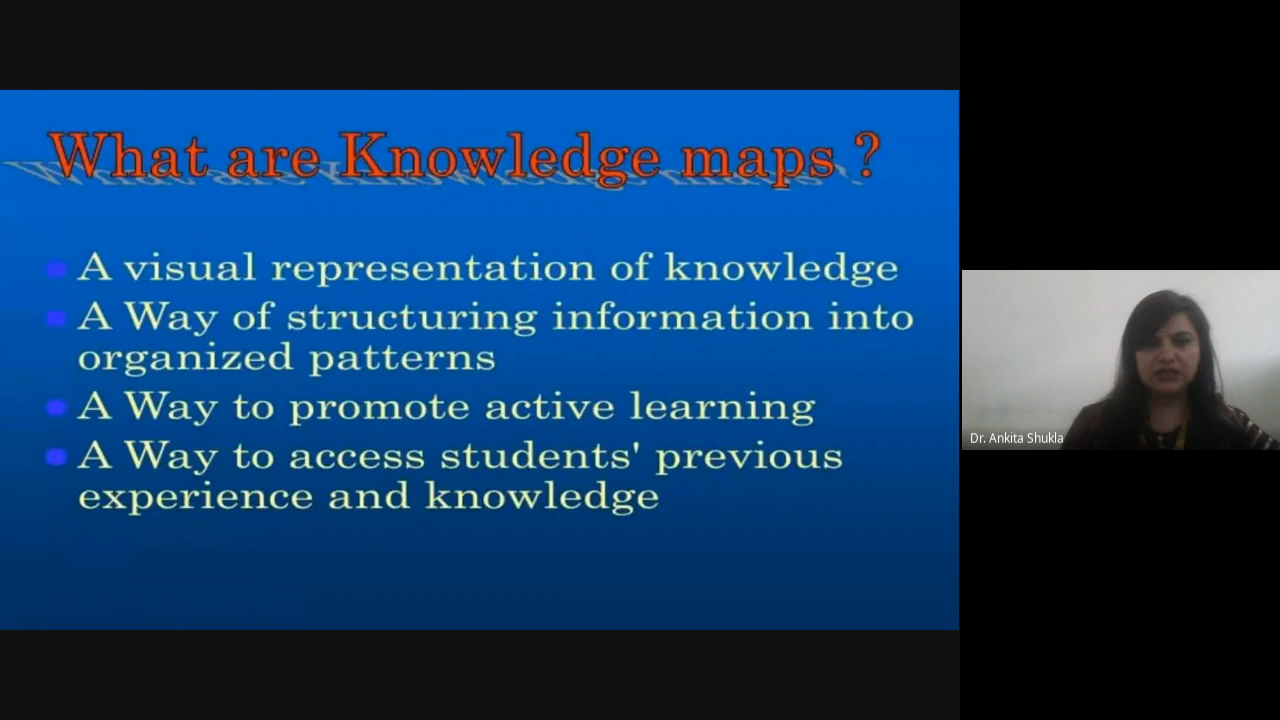 What are Knowledge maps ?
A visual representation of knowledge
A Way of structuring information into
organized patterns
A Way to promote active learning
A Way to access students' previous
experience and knowledge
Dr. Ankita Shukla